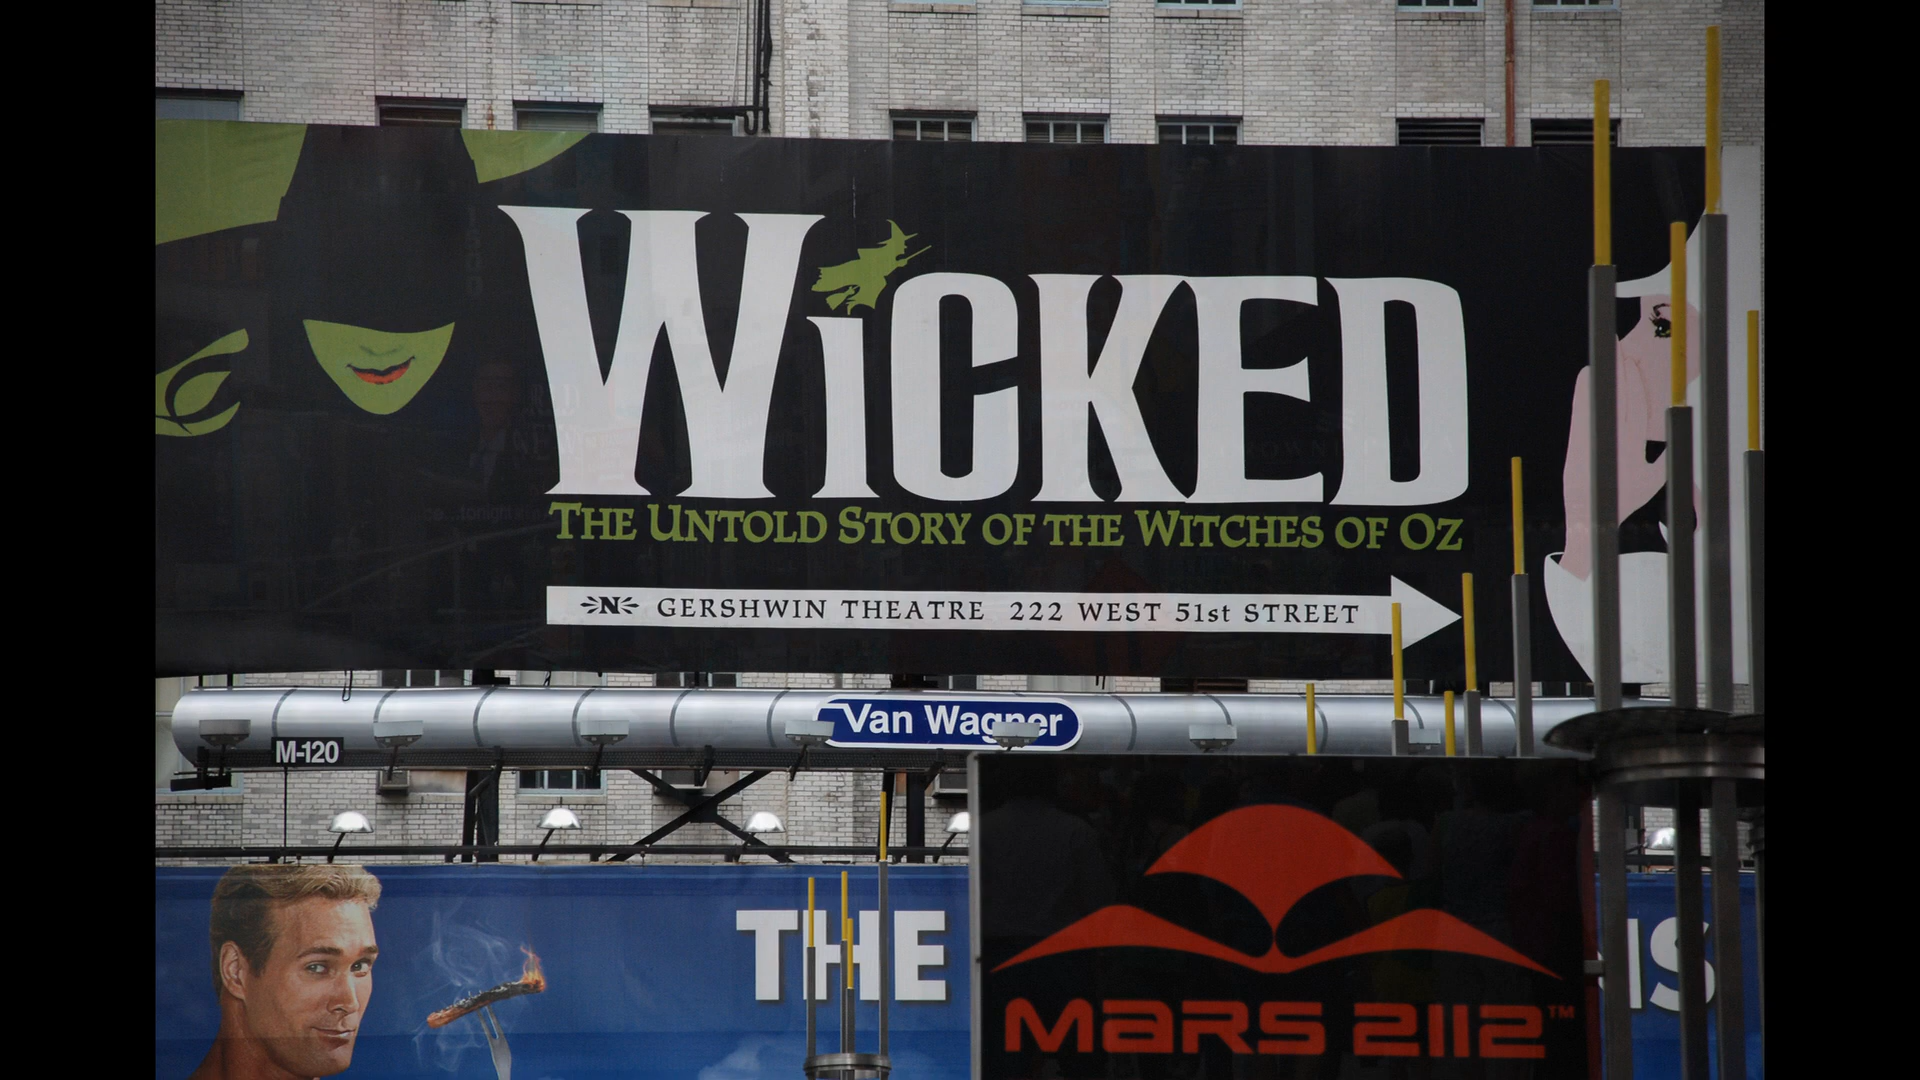 WiCKED
THE UNTOLD STORY OF THE WITCHES OF OZ
N GERSHWIN THEATRE 222 WEST 51st STREET
Van Wagner
M-120
THE
MARS 2112™